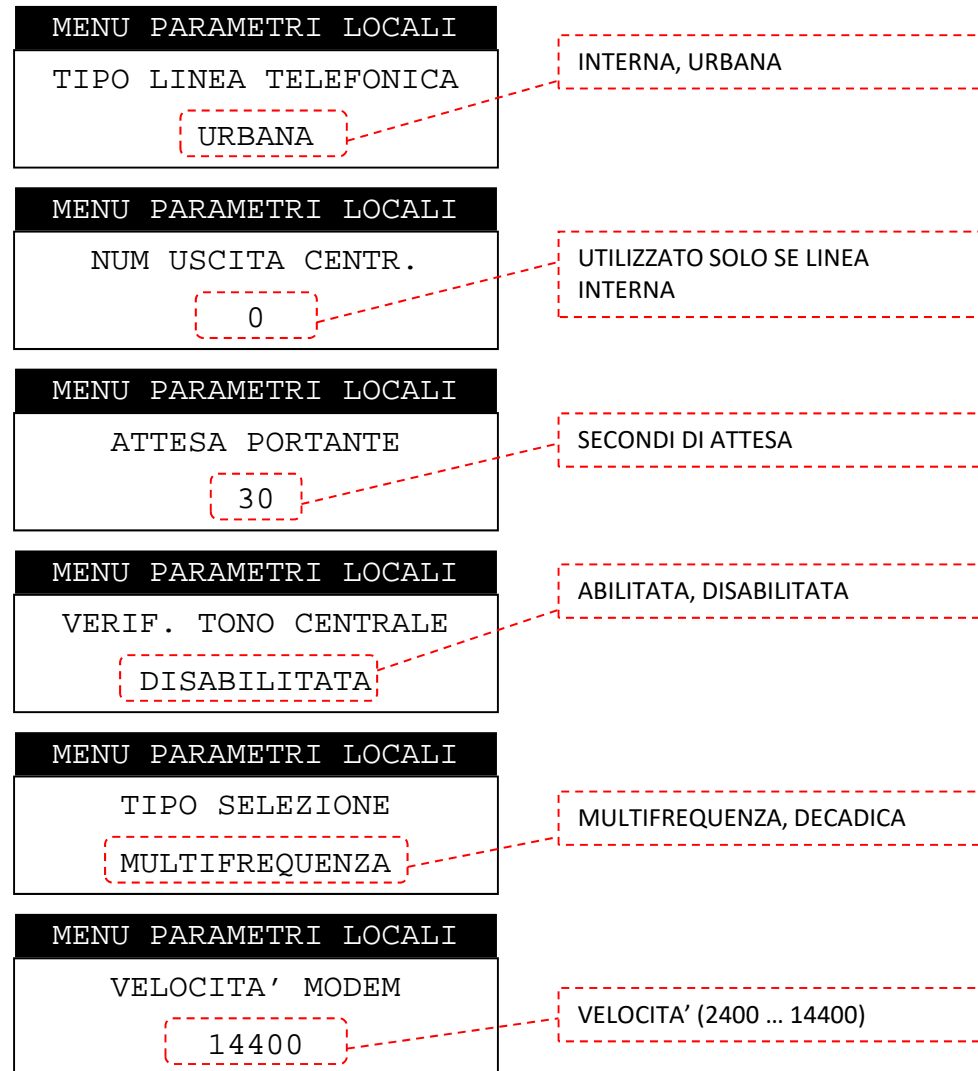 MENU PARAMETRI LOCALI
TIPO LINEA TELEFONICA
URBANA
INTERNA, URBANA
MENU PARAMETRI LOCALI
NUM USCITA CENTR.
0
UTILIZZATO SOLO SE LINEA
INTERNA
MENU PARAMETRI LOCALI
ATTESA PORTANTE
30
SECONDI DI ATTESA
MENU PARAMETRI LOCALI
VERIF. TONO CENTRALE
DISABILITATA
ABILITATA, DISABILITATA
MENU PARAMETRI LOCALI
TIPO SELEZIONE
MULTIFREQUENZA
MULTIFREQUENZA, DECADICA
MENU PARAMETRI LOCALI
VELOCITA’ MODEM
14400
VELOCITA’ (2400 … 14400)